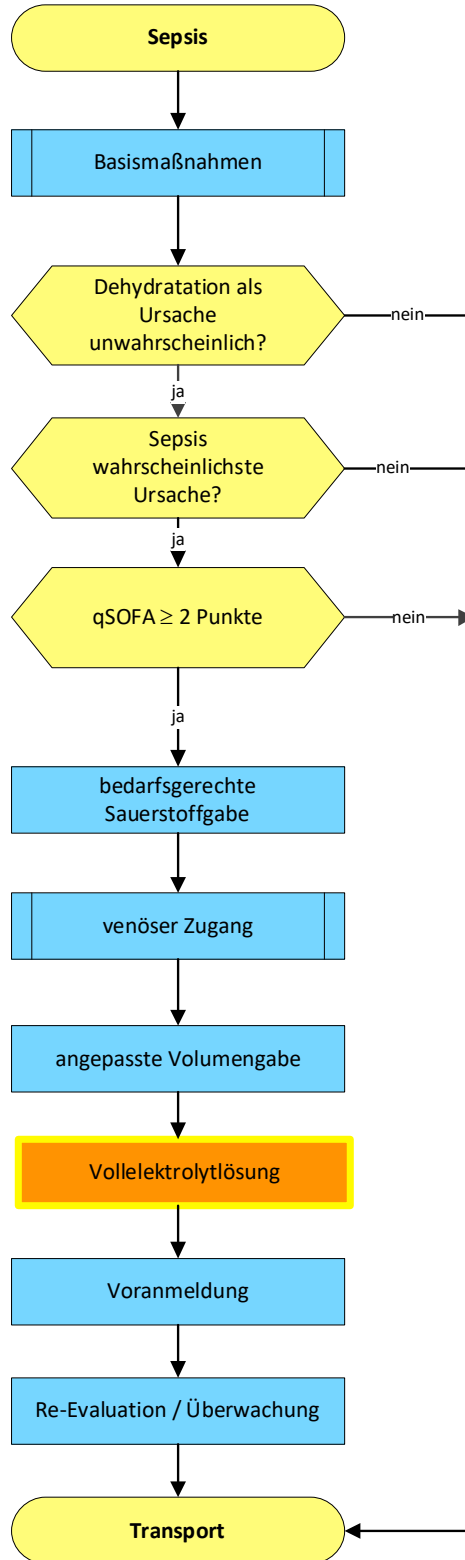 Sepsis
Basismaßnahmen
Dehydratation als
Ursache
unwahrscheinlich?
nein
ja
Sepsis
wahrscheinlichste
Ursache?
nein
ja
qSOFA ≥ 2 Punkte
nein
ja
bedarfsgerechte
Sauerstoffgabe
venöser Zugang
angepasste Volumengabe
Vollelektrolytlösung
Voranmeldung
Re-Evaluation / Überwachung
Transport